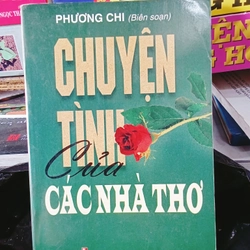 PHƯƠNG CHI (Biên soạn)
CHUYỆN
TÌNH
Của
CÁC NHÀ THƠ